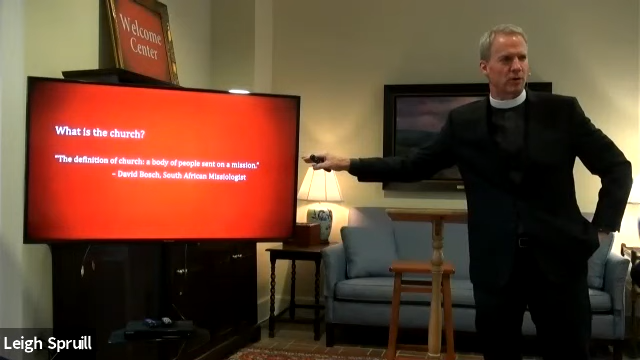 Welcome
Center
What is the church?
"The definition of church: a body of people sent on a mission."
– David Bosch, South African Missiologist
Leigh Spruill